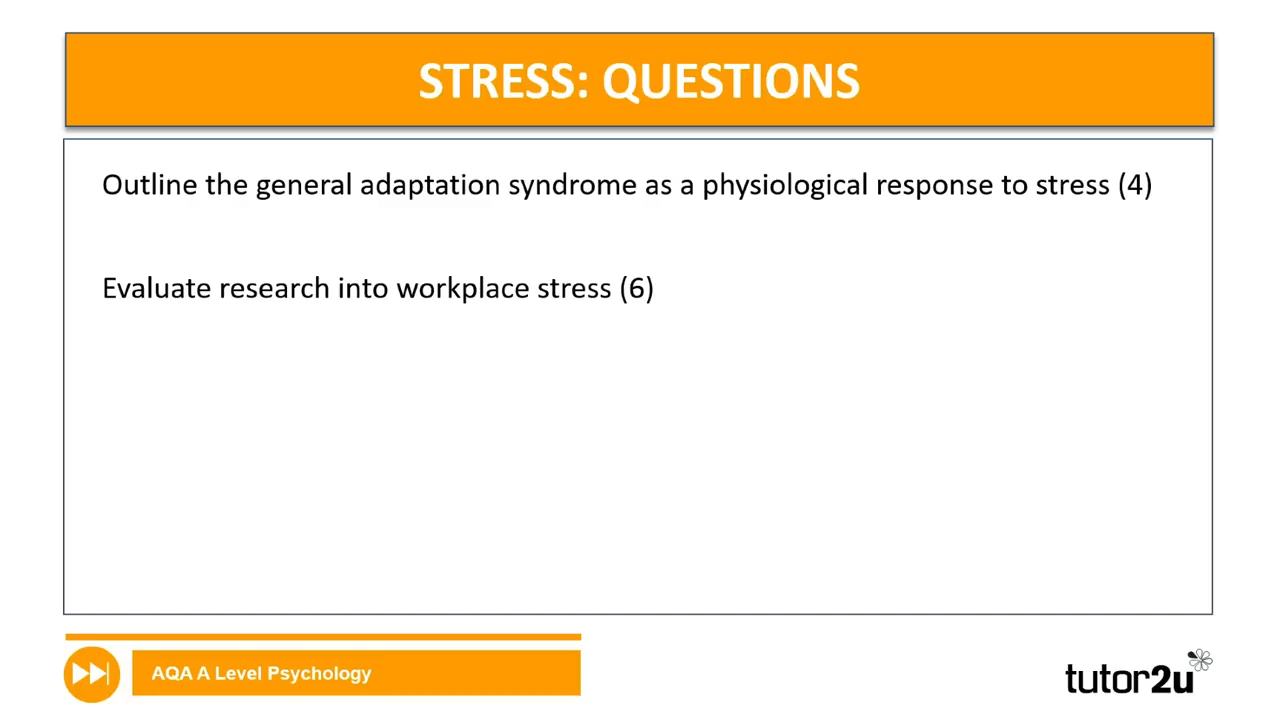 STRESS: QUESTIONS
Outline the general adaptation syndrome as a physiological response to stress (4)
Evaluate research into workplace stress (6)
AQA A Level Psychology
tutor2u